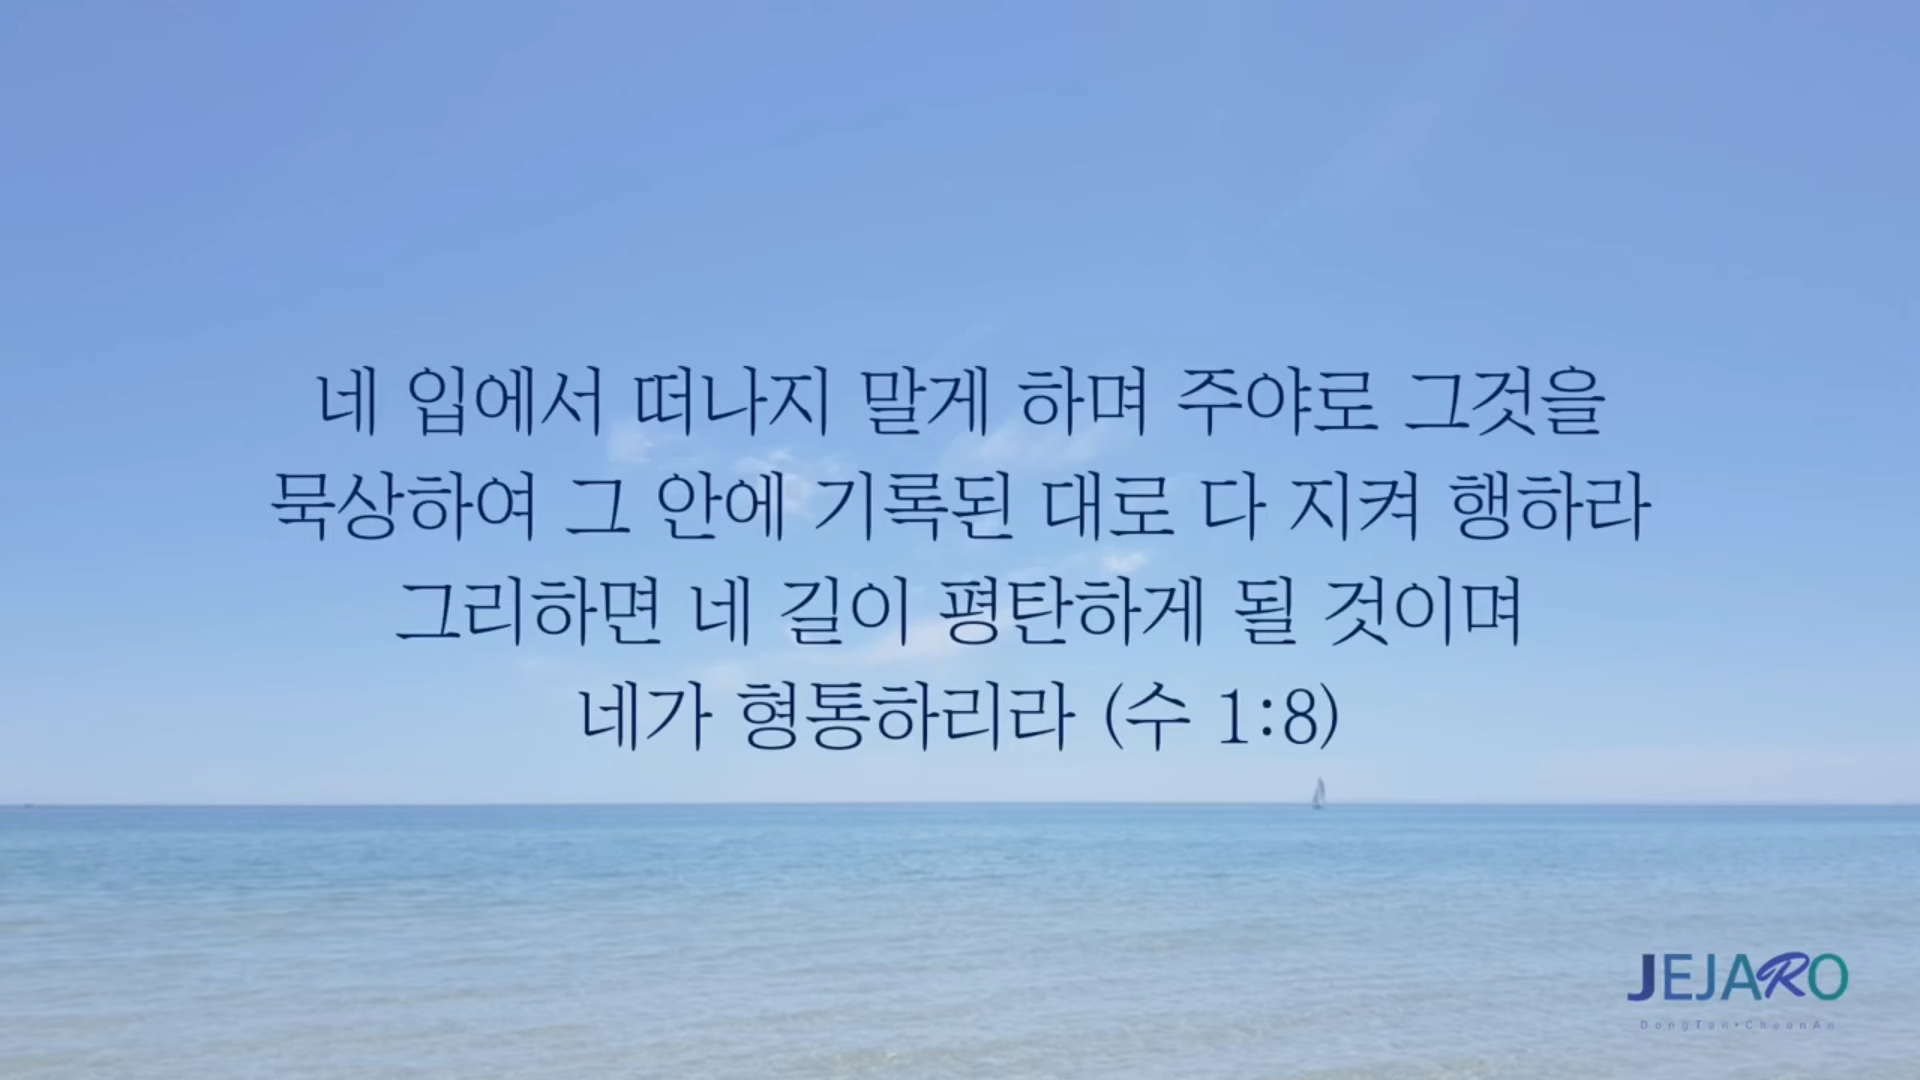 네 입에서 떠나지 말게 하며 주야로 그것을
묵상하여 그 안에 기록된 대로 다 지켜 행하라
그리하면 네 길이 평탄하게 될 것이며
네가 형통하리라 (수 1:8)
JEJARO
DongTan•CheonAn